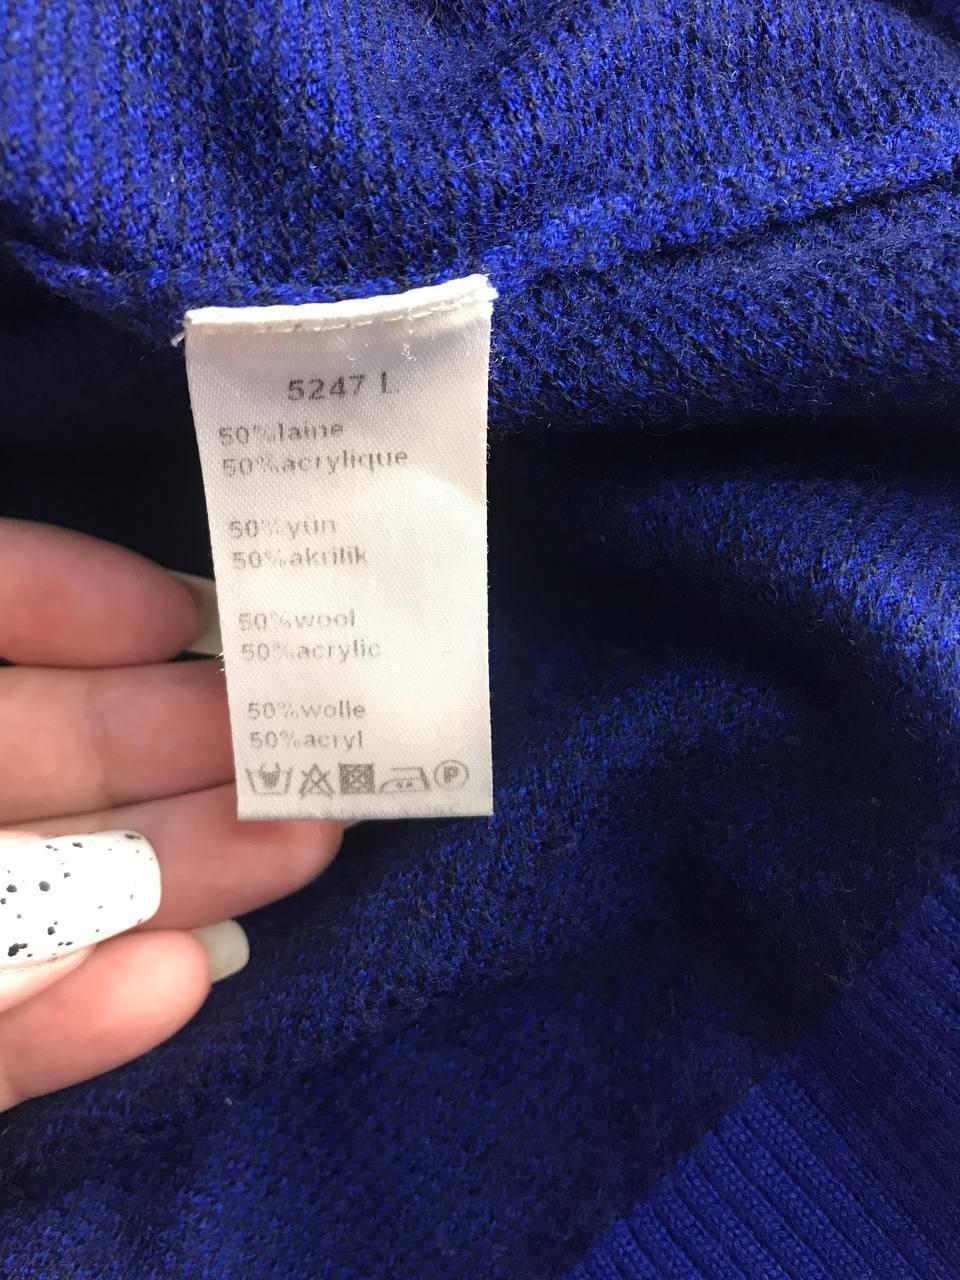 5247 L
50%laine
50%acrylique
50%yün
50%akrilik
50%wool
50%acrylic
50%wolle
50%acryl
P